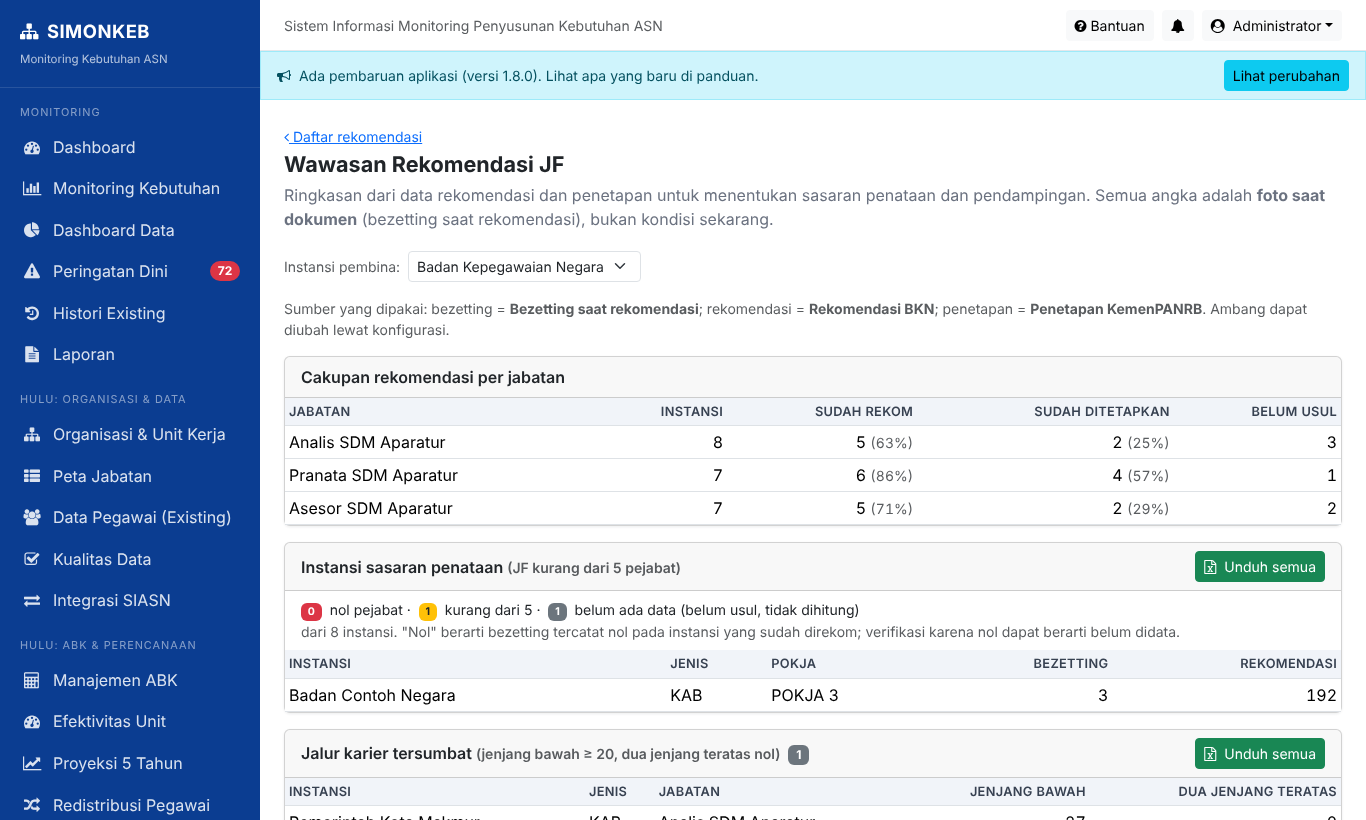 SIMONKEB
Monitoring Kebutuhan ASN
MONITORING
Dashboard
Monitoring Kebutuhan
Dashboard Data
Peringatan Dini 72
Histori Existing
Laporan
HULU: ORGANISASI & DATA
Organisasi & Unit Kerja
Peta Jabatan
Data Pegawai (Existing)
Kualitas Data
Integrasi SIASN
HULU: ABK & PERENCANAAN
Manajemen ABK
Efektivitas Unit
Proyeksi 5 Tahun
Redistribusi Pegawai
Sistem Informasi Monitoring Penyusunan Kebutuhan ASN Bantuan Administrator
Ada pembaruan aplikasi (versi 1.8.0). Lihat apa yang baru di panduan. Lihat perubahan
Daftar rekomendasi
Wawasan Rekomendasi JF
Ringkasan dari data rekomendasi dan penetapan untuk menentukan sasaran penataan dan pendampingan. Semua angka adalah foto saat
dokumen (bezetting saat rekomendasi), bukan kondisi sekarang.
Instansi pembina: Badan Kepegawaian Negara
Sumber yang dipakai: bezetting = Bezetting saat rekomendasi; rekomendasi = Rekomendasi BKN; penetapan = Penetapan KemenPANRB. Ambang dapat
diubah lewat konfigurasi.
Cakupan rekomendasi per jabatan
JABATAN INSTANSI SUDAH REKOM SUDAH DITETAPKAN BELUM USUL
Analis SDM Aparatur 8 5 (63%) 2 (25%) 3
Pranata SDM Aparatur 7 6 (86%) 4 (57%) 1
Asesor SDM Aparatur 7 5 (71%) 2 (29%) 2
Instansi sasaran penataan (JF kurang dari 5 pejabat) Unduh semua
0 nol pejabat · 1 kurang dari 5 · 1 belum ada data (belum usul, tidak dihitung)
dari 8 instansi. "Nol" berarti bezetting tercatat nol pada instansi yang sudah direkom; verifikasi karena nol dapat berarti belum didata.
INSTANSI JENIS POKJA BEZETTING REKOMENDASI
Badan Contoh Negara KAB POKJA 3 3 192
Jalur karier tersumbat (jenjang bawah ≥ 20, dua jenjang teratas nol) 1 Unduh semua
INSTANSI JENIS JABATAN JENJANG BAWAH DUA JENJANG TERATAS